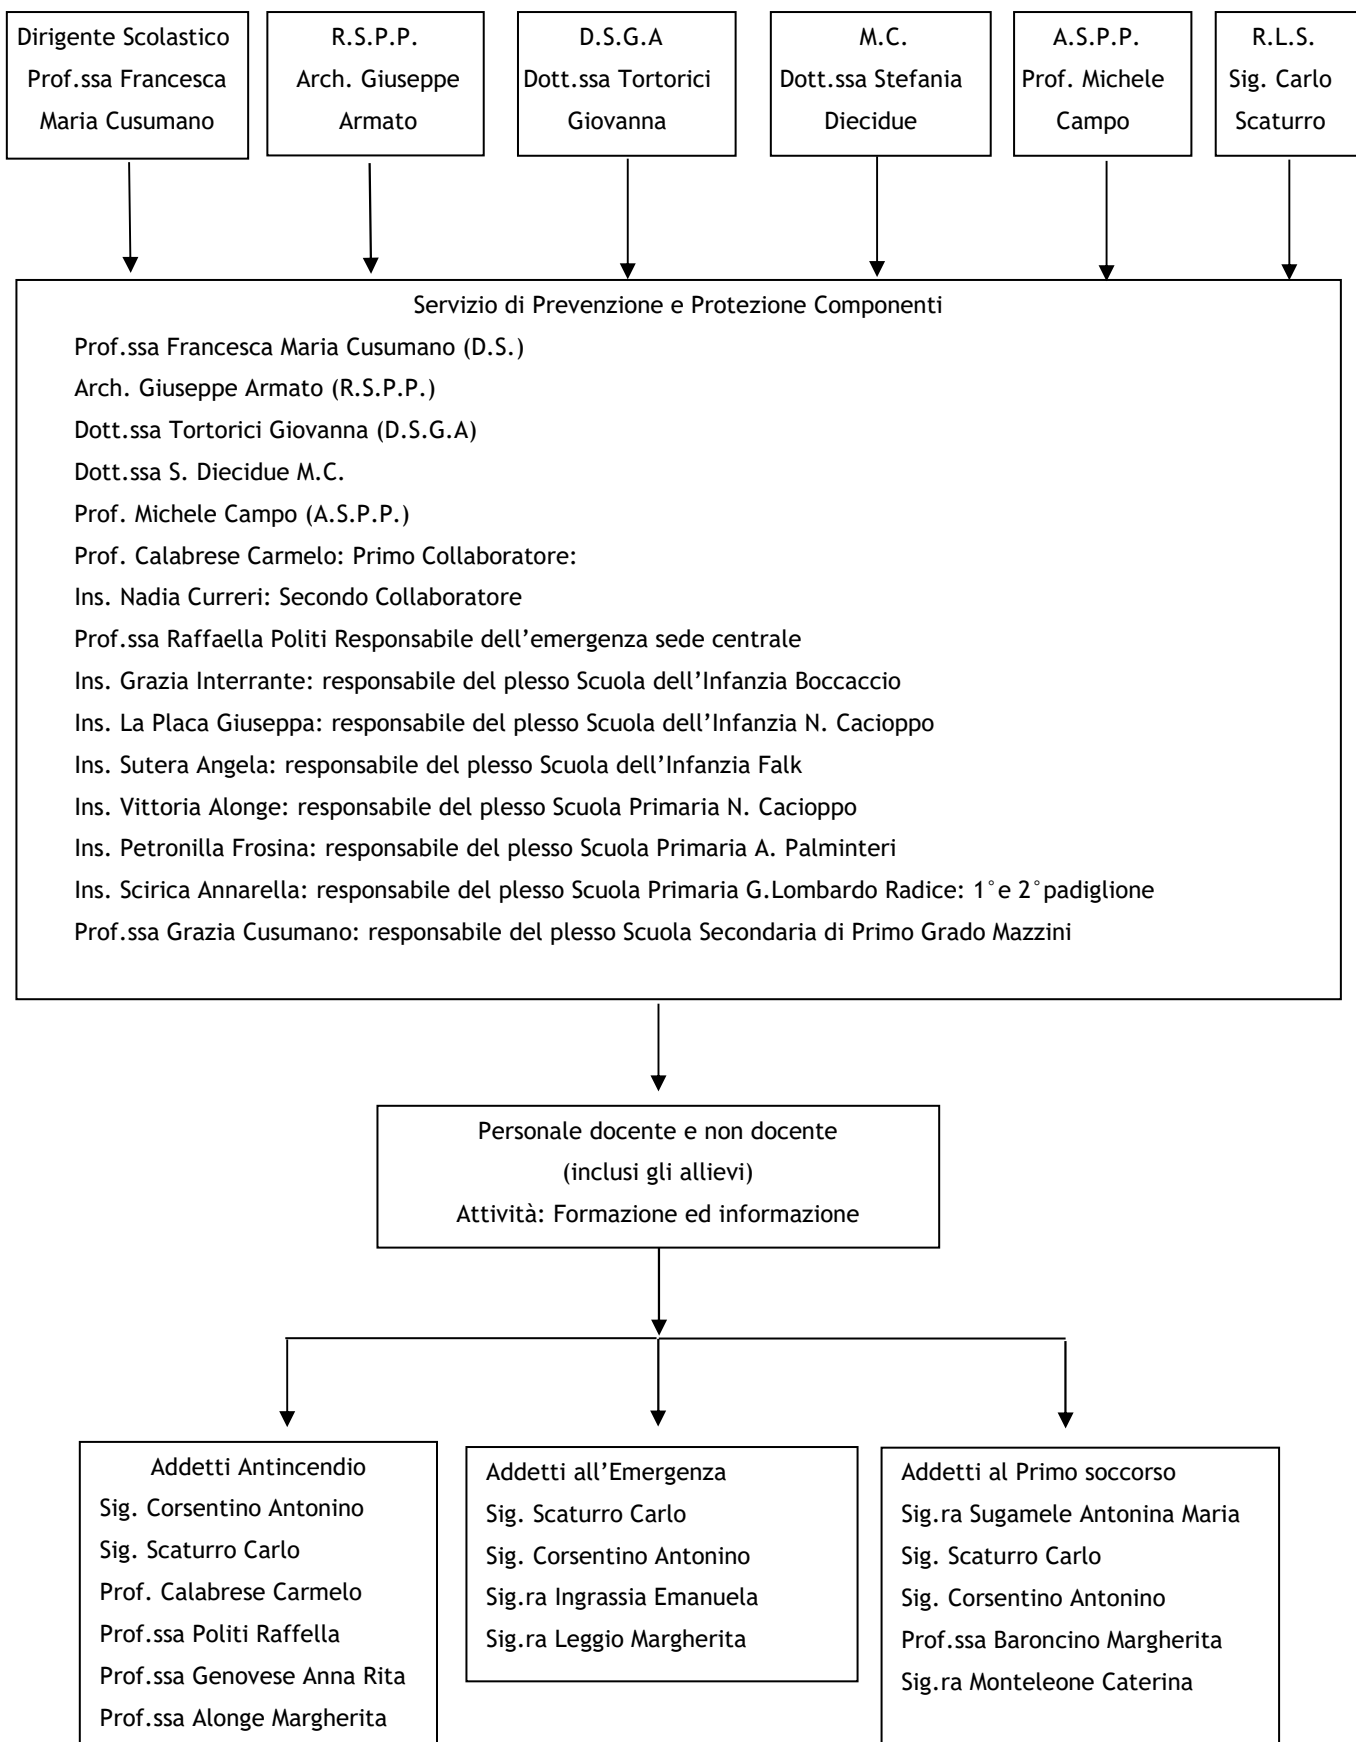 Dirigente Scolastico
Prof.ssa Francesca
Maria Cusumano
R.S.P.P.
Arch. Giuseppe
Armato
D.S.G.A
Dott.ssa Tortorici
Giovanna
M.C.
Dott.ssa Stefania
Diecidue
A.S.P.P.
Prof. Michele
Campo
R.L.S.
Sig. Carlo
Scaturro
Servizio di Prevenzione e Protezione Componenti
Prof.ssa Francesca Maria Cusumano (D.S.)
Arch. Giuseppe Armato (R.S.P.P.)
Dott.ssa Tortorici Giovanna (D.S.G.A)
Dott.ssa S. Diecidue M.C.
Prof. Michele Campo (A.S.P.P.)
Prof. Calabrese Carmelo: Primo Collaboratore:
Ins. Nadia Curreri: Secondo Collaboratore
Prof.ssa Raffaella Politi Responsabile dell’emergenza sede centrale
Ins. Grazia Interrante: responsabile del plesso Scuola dell’Infanzia Boccaccio
Ins. La Placa Giuseppa: responsabile del plesso Scuola dell’Infanzia N. Cacioppo
Ins. Sutera Angela: responsabile del plesso Scuola dell’Infanzia Falk
Ins. Vittoria Alonge: responsabile del plesso Scuola Primaria N. Cacioppo
Ins. Petronilla Frosina: responsabile del plesso Scuola Primaria A. Palminteri
Ins. Scirica Annarella: responsabile del plesso Scuola Primaria G.Lombardo Radice: 1°e 2°padiglione
Prof.ssa Grazia Cusumano: responsabile del plesso Scuola Secondaria di Primo Grado Mazzini
Personale docente e non docente
(inclusi gli allievi)
Attività: Formazione ed informazione
Addetti Antincendio
Sig. Corsentino Antonino
Sig. Scaturro Carlo
Prof. Calabrese Carmelo
Prof.ssa Politi Raffella
Prof.ssa Genovese Anna Rita
Prof.ssa Alonge Margherita
Addetti all’Emergenza
Sig. Scaturro Carlo
Sig. Corsentino Antonino
Sig.ra Ingrassia Emanuela
Sig.ra Leggio Margherita
Addetti al Primo soccorso
Sig.ra Sugamele Antonina Maria
Sig. Scaturro Carlo
Sig. Corsentino Antonino
Prof.ssa Baroncino Margherita
Sig.ra Monteleone Caterina